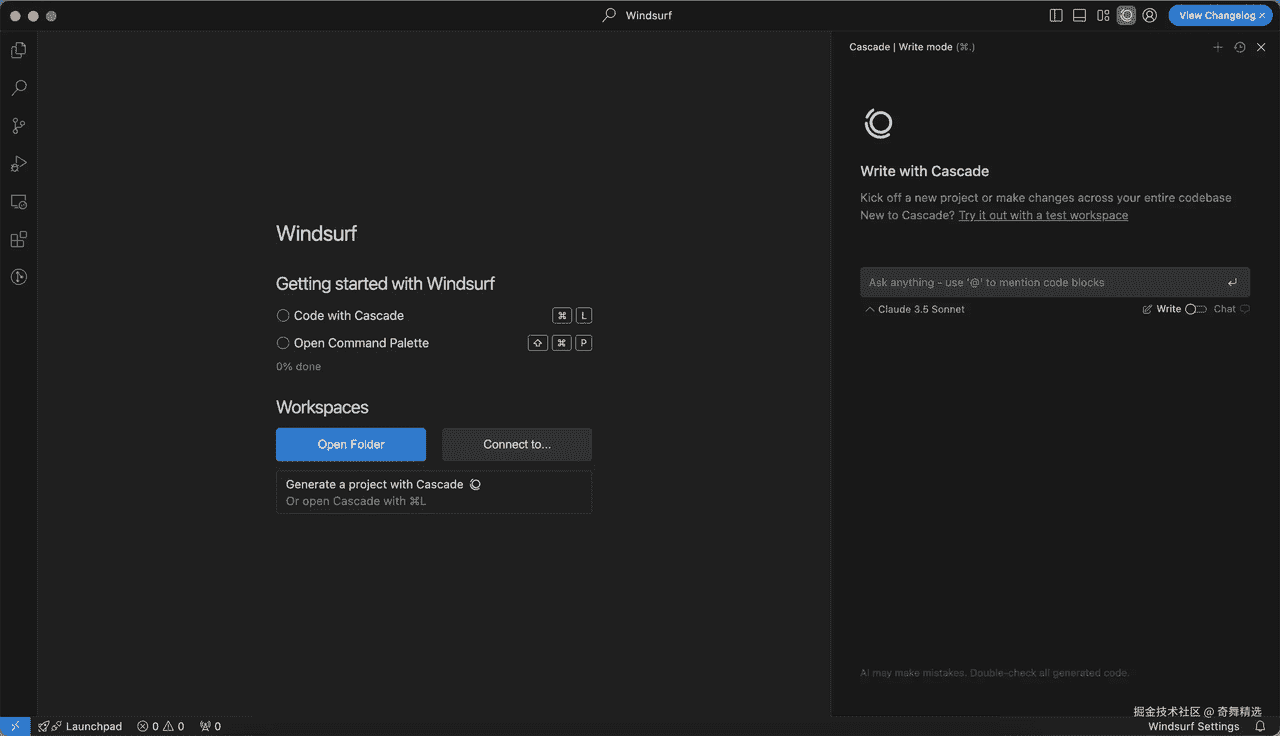 Windsurf
View Changelog ×
Cascade | Write mode (⌘.)
Write with Cascade
Kick off a new project or make changes across your entire codebase
New to Cascade? Try it out with a test workspace
Ask anything - use '@' to mention code blocks
Claude 3.5 Sonnet
Write
Chat
Windsurf
Getting started with Windsurf
Code with Cascade ⌘ L
Open Command Palette ⇧ ⌘ P
0% done
Workspaces
Open Folder
Connect to...
Generate a project with Cascade
Or open Cascade with ⌘L
AI may make mistakes. Double-check all generated code.
掘金技术社区 @ 奇舞精选
Launchpad 0 0 0
Windsurf Settings